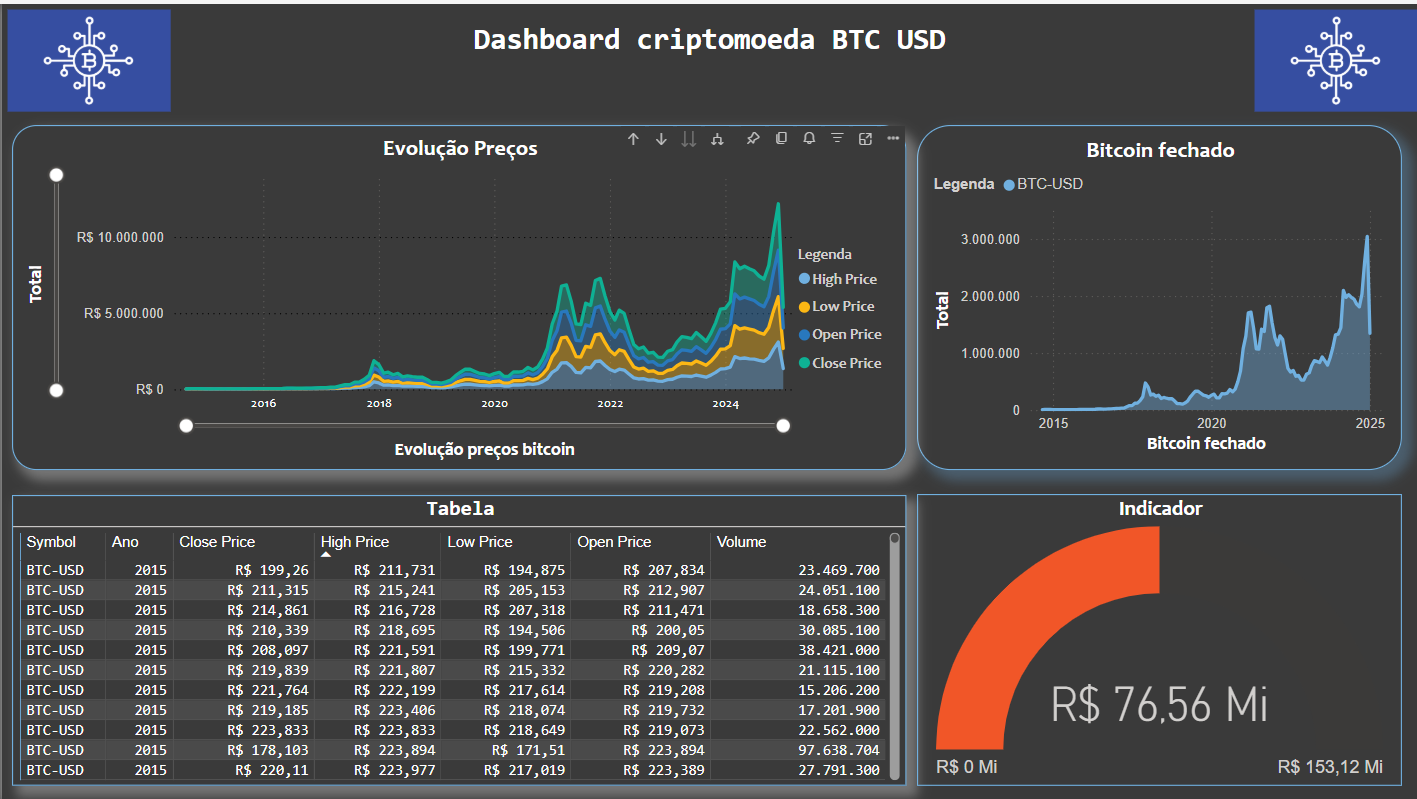 Dashboard criptomoeda BTC USD
Evolução Preços
Total
R$ 10.000.000
R$ 5.000.000
R$ 0
2016 2018 2020 2022 2024
Evolução preços bitcoin
Legenda
High Price
Low Price
Open Price
Close Price
Bitcoin fechado
Legenda BTC-USD
Total
3.000.000
2.000.000
1.000.000
0
2015 2020 2025
Bitcoin fechado
Tabela
Symbol Ano Close Price High Price Low Price Open Price Volume
BTC-USD 2015 R$ 199,26 R$ 211,731 R$ 194,875 R$ 207,834 23.469.700
BTC-USD 2015 R$ 211,315 R$ 215,241 R$ 205,153 R$ 212,907 24.051.100
BTC-USD 2015 R$ 214,861 R$ 216,728 R$ 207,318 R$ 211,471 18.658.300
BTC-USD 2015 R$ 210,339 R$ 218,695 R$ 194,506 R$ 200,05 30.085.100
BTC-USD 2015 R$ 208,097 R$ 221,591 R$ 199,771 R$ 209,07 38.421.000
BTC-USD 2015 R$ 219,839 R$ 221,807 R$ 215,332 R$ 220,282 21.115.100
BTC-USD 2015 R$ 221,764 R$ 222,199 R$ 217,614 R$ 219,208 15.206.200
BTC-USD 2015 R$ 219,185 R$ 223,406 R$ 218,074 R$ 219,732 17.201.900
BTC-USD 2015 R$ 223,833 R$ 223,833 R$ 218,649 R$ 219,073 22.562.000
BTC-USD 2015 R$ 178,103 R$ 223,894 R$ 171,51 R$ 223,894 97.638.704
BTC-USD 2015 R$ 220,11 R$ 223,977 R$ 217,019 R$ 223,389 27.791.300
Indicador
R$ 76,56 Mi
R$ 0 Mi R$ 153,12 Mi